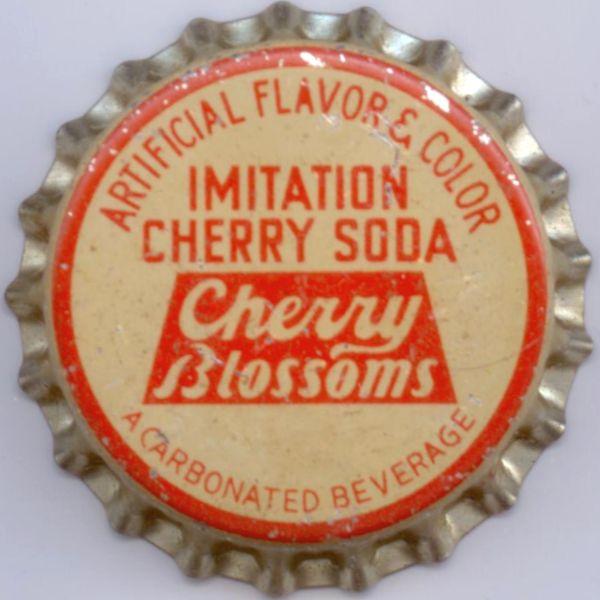 ARTIFICIAL FLAVOR & COLOR
IMITATION
CHERRY SODA
Cherry
Blossoms
A CARBONATED BEVERAGE